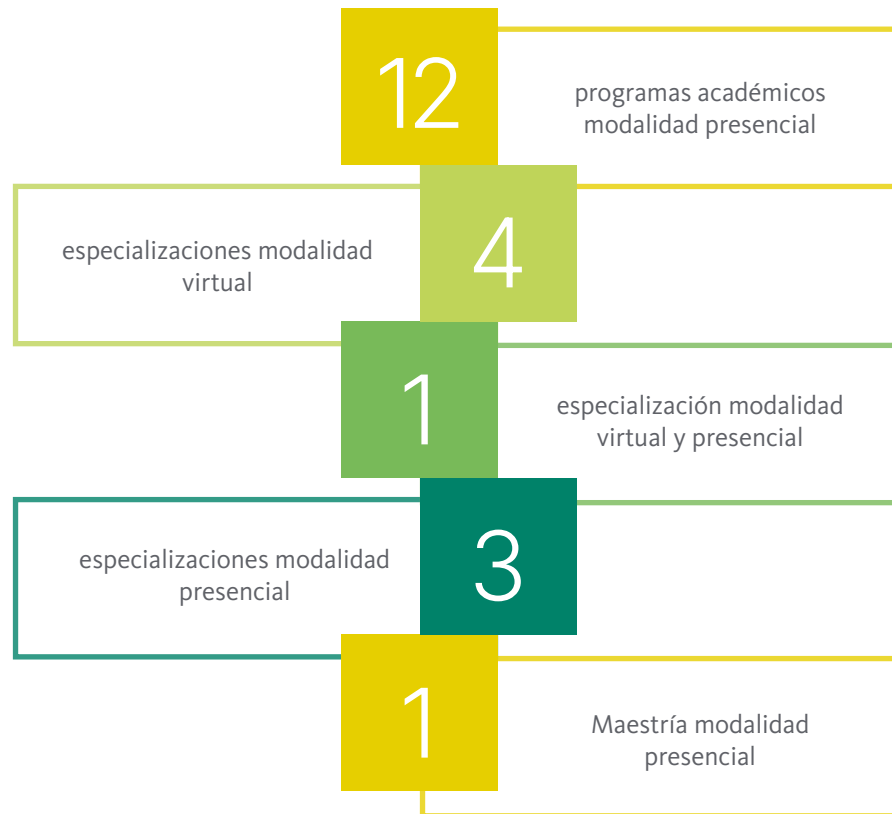 12
programas académicos
modalidad presencial
especializaciones modalidad
virtual
4
1
especialización modalidad
virtual y presencial
especializaciones modalidad
presencial
3
1
Maestría modalidad
presencial